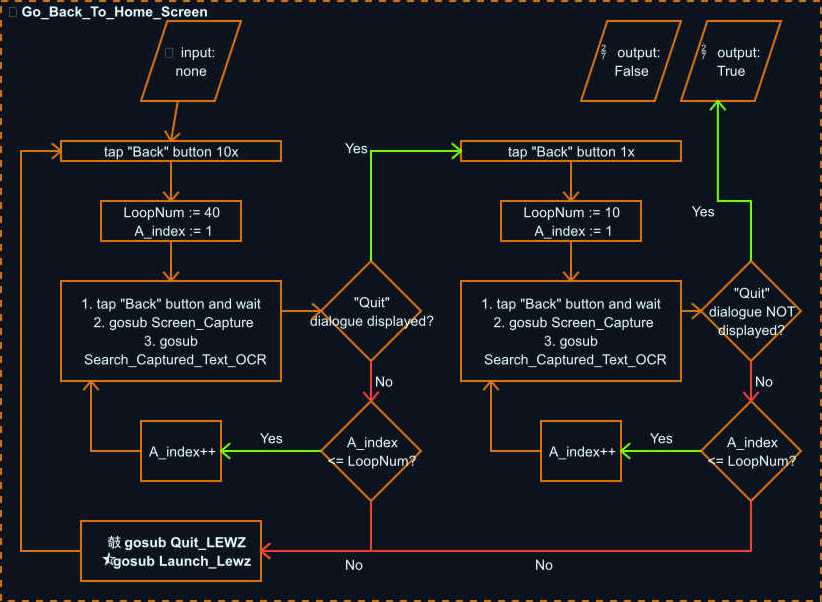 Go_Back_To_Home_Screen
input:
none
output:
False
output:
True
tap "Back" button 10x
Yes
tap "Back" button 1x
LoopNum := 40
A_index := 1
LoopNum := 10
A_index := 1
Yes
1. tap "Back" button and wait
2. gosub Screen_Capture
3. gosub
Search_Captured_Text_OCR
"Quit"
dialogue displayed?
1. tap "Back" button and wait
2. gosub Screen_Capture
3. gosub
Search_Captured_Text_OCR
"Quit"
dialogue NOT
displayed?
No
No
A_index++
Yes
A_index
<= LoopNum?
A_index++
Yes
A_index
<= LoopNum?
gosub Quit_LEWZ
gosub Launch_Lewz
No
No